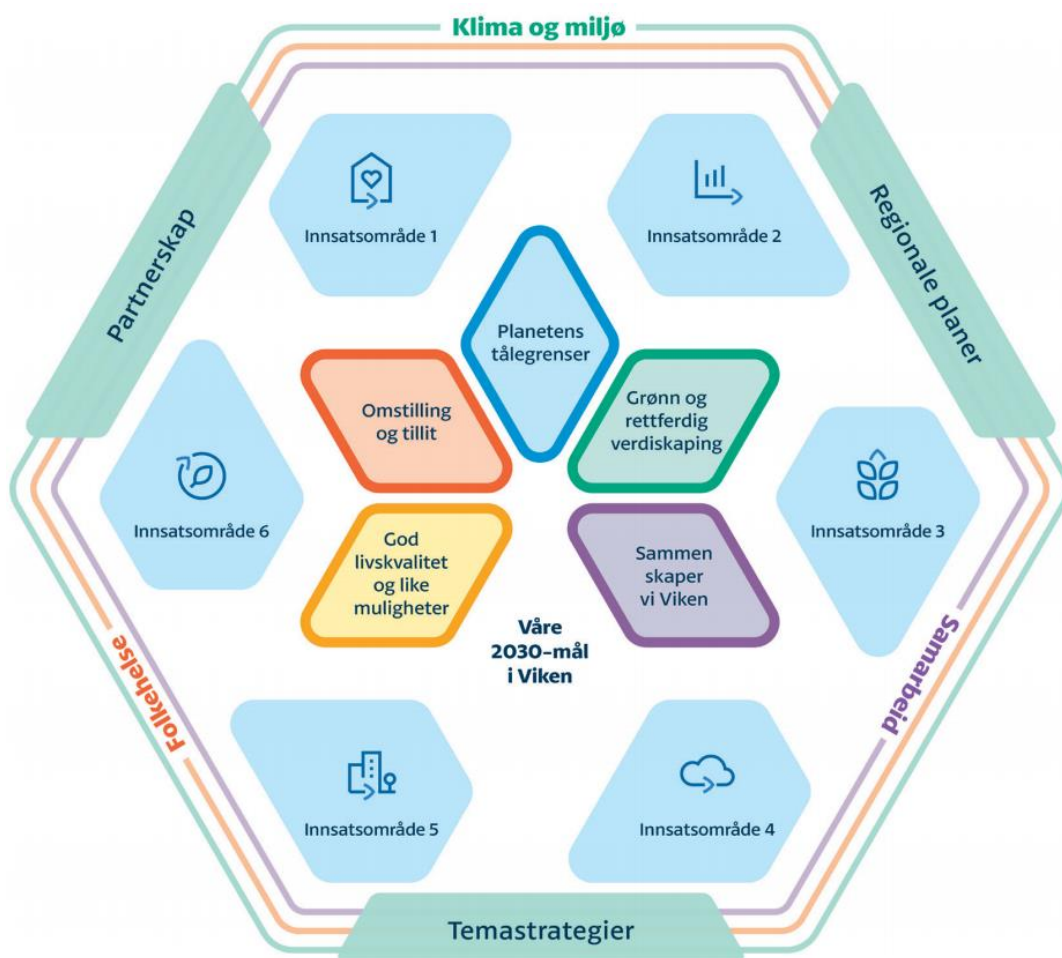 Klima og miljø
Partnerskap
Regionale planer
Innsatsområde 1
Innsatsområde 2
Planetens
tålegrenser
Omstilling
og tillit
Grønn og
rettferdig
verdiskaping
Innsatsområde 6
Innsatsområde 3
God
livskvalitet
og like
muligheter
Sammen
skaper
vi Viken
Våre
2030-mål
i Viken
Folkehelse
Samarbeid
Innsatsområde 5
Innsatsområde 4
Temastrategier